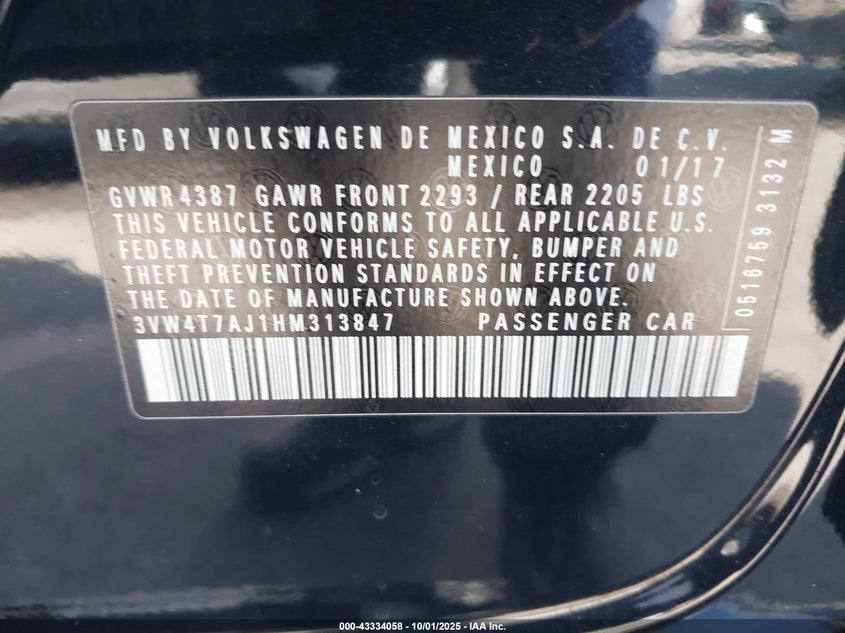 MFD BY VOLKSWAGEN DE MEXICO S.A. DE C.V.
MEXICO 01/17
GVWR 4387 GAWR FRONT 2293 / REAR 2205 LBS
THIS VEHICLE CONFORMS TO ALL APPLICABLE U.S.
FEDERAL MOTOR VEHICLE SAFETY, BUMPER AND
THEFT PREVENTION STANDARDS IN EFFECT ON
THE DATE OF MANUFACTURE SHOWN ABOVE.
3VW4T7AJ1HM313847 PASSENGER CAR
0516759 3132 M
000-43334058 - 10/01/2025 - IAA Inc.